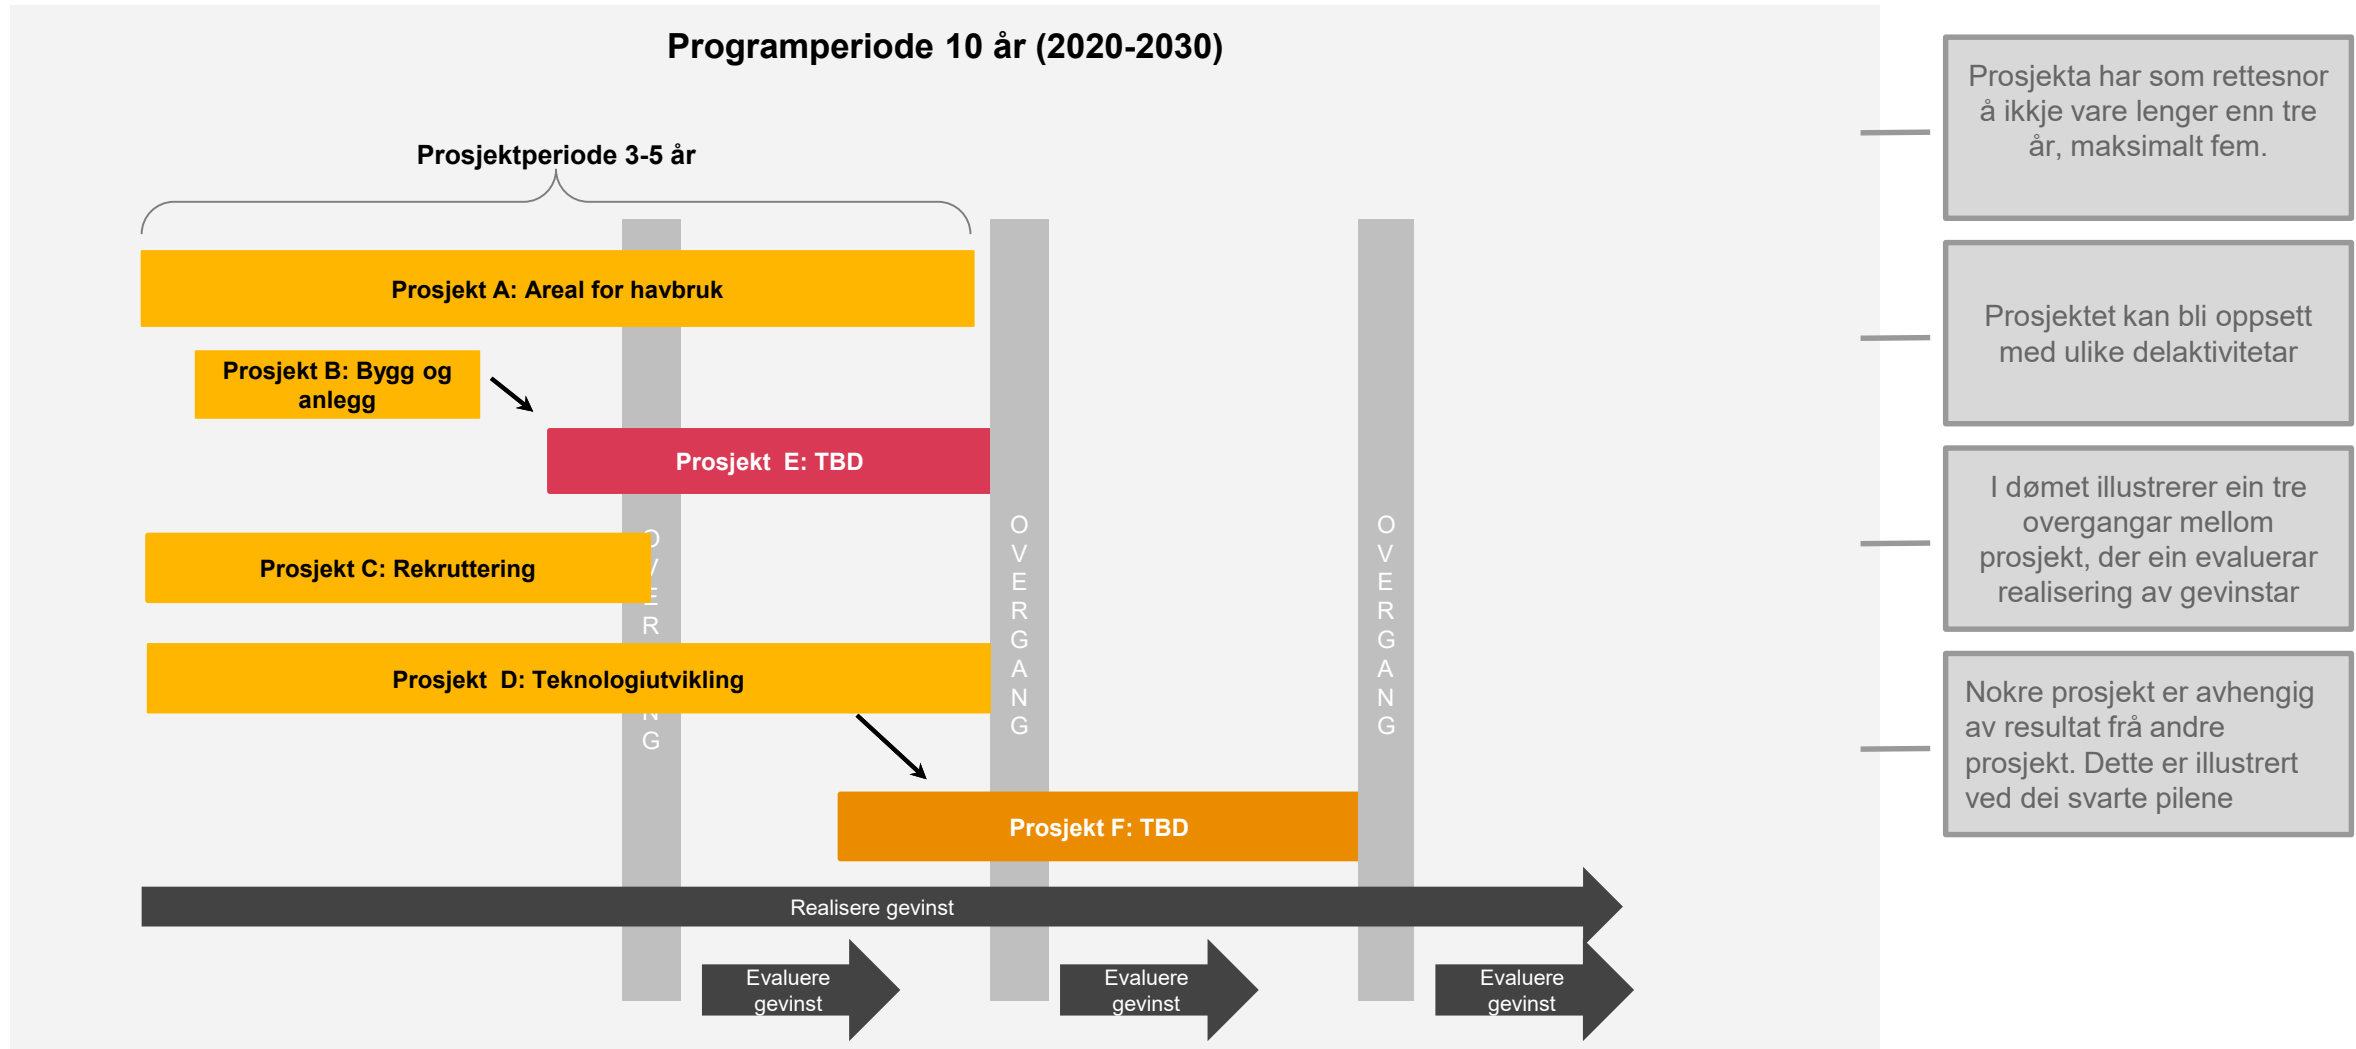 Programperiode 10 år (2020-2030)
Prosjektperiode 3-5 år
Prosjekt A: Areal for havbruk
Prosjekt B: Bygg og
anlegg
Prosjekt  E: TBD
Prosjekt C: Rekruttering
Prosjekt  D: Teknologiutvikling
Prosjekt F: TBD
O
V
E
R
N
G
O
V
E
R
G
A
N
G
O
V
E
R
G
A
N
G
Realisere gevinst
Evaluere
gevinst
Evaluere
gevinst
Evaluere
gevinst
Prosjekta har som rettesnor
å ikkje vare lenger enn tre
år, maksimalt fem.
Prosjektet kan bli oppsett
med ulike delaktivitetar
I dømet illustrerer ein tre
overgangar mellom
prosjekt, der ein evaluerar
realisering av gevinstar
Nokre prosjekt er avhengig
av resultat frå andre
prosjekt. Dette er illustrert
ved dei svarte pilene